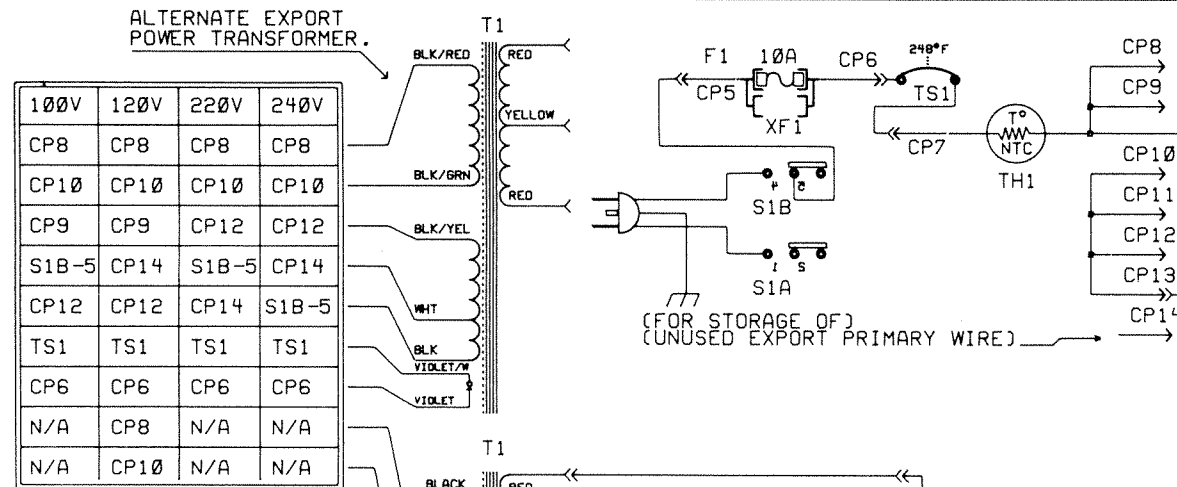 ALTERNATE EXPORT
POWER TRANSFORMER.
T1
BLK/RED
RED
YELLOW
BLK/GRN
RED
BLK/YEL
WHT
BLK
VIOLET/W
VIOLET
100V 120V 220V 240V
CP8 CP8 CP8 CP8
CP10 CP10 CP10 CP10
CP9 CP9 CP12 CP12
S1B-5 CP14 S1B-5 CP14
CP12 CP12 CP14 S1B-5
TS1 TS1 TS1 TS1
CP6 CP6 CP6 CP6
N/A CP8 N/A N/A
N/A CP10 N/A N/A
F1 10A CP6
CP5
XF1
248°F
TS1
CP7
T°
NTC
TH1
CP8
CP9
CP10
CP11
CP12
CP13
CP14
4
S1B
1
S1A
(FOR STORAGE OF)
(UNUSED EXPORT PRIMARY WIRE)
T1
BLACK
RED